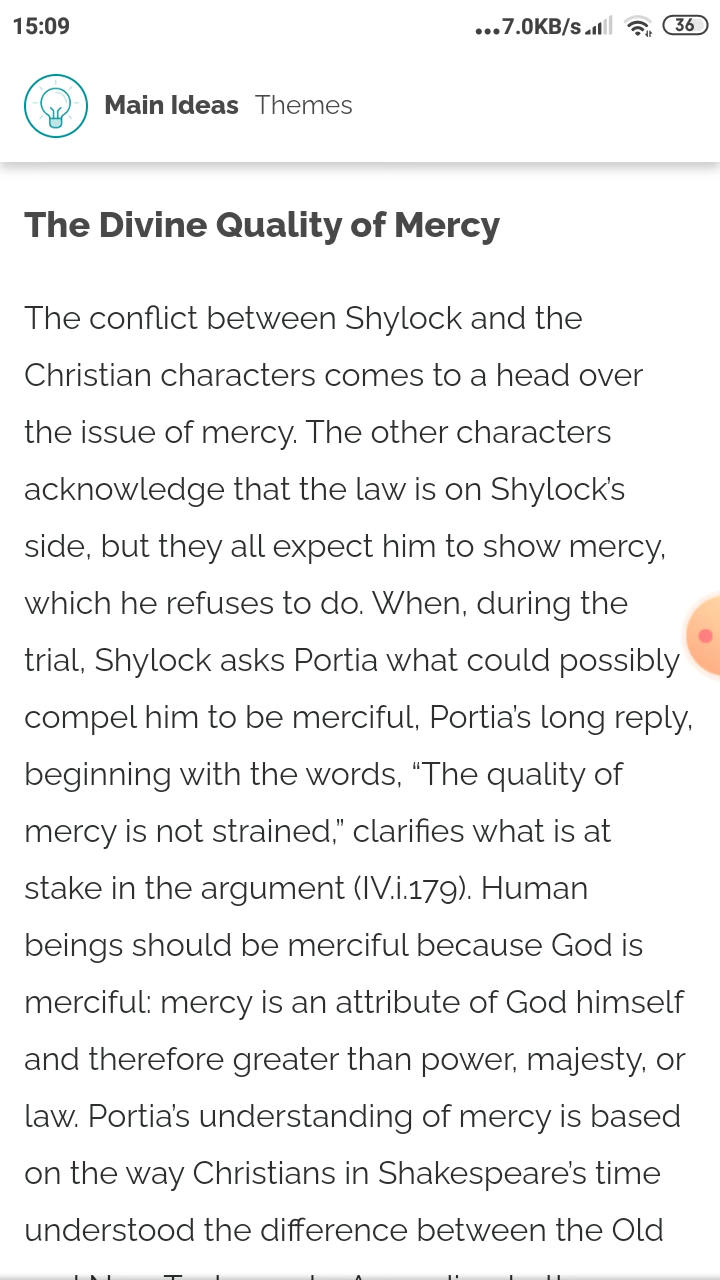 15:09
...7.0KB/s
36
Main Ideas Themes
The Divine Quality of Mercy
The conflict between Shylock and the
Christian characters comes to a head over
the issue of mercy. The other characters
acknowledge that the law is on Shylock’s
side, but they all expect him to show mercy,
which he refuses to do. When, during the
trial, Shylock asks Portia what could possibly
compel him to be merciful, Portia’s long reply,
beginning with the words, “The quality of
mercy is not strained,” clarifies what is at
stake in the argument (IV.i.179). Human
beings should be merciful because God is
merciful: mercy is an attribute of God himself
and therefore greater than power, majesty, or
law. Portia’s understanding of mercy is based
on the way Christians in Shakespeare’s time
understood the difference between the Old